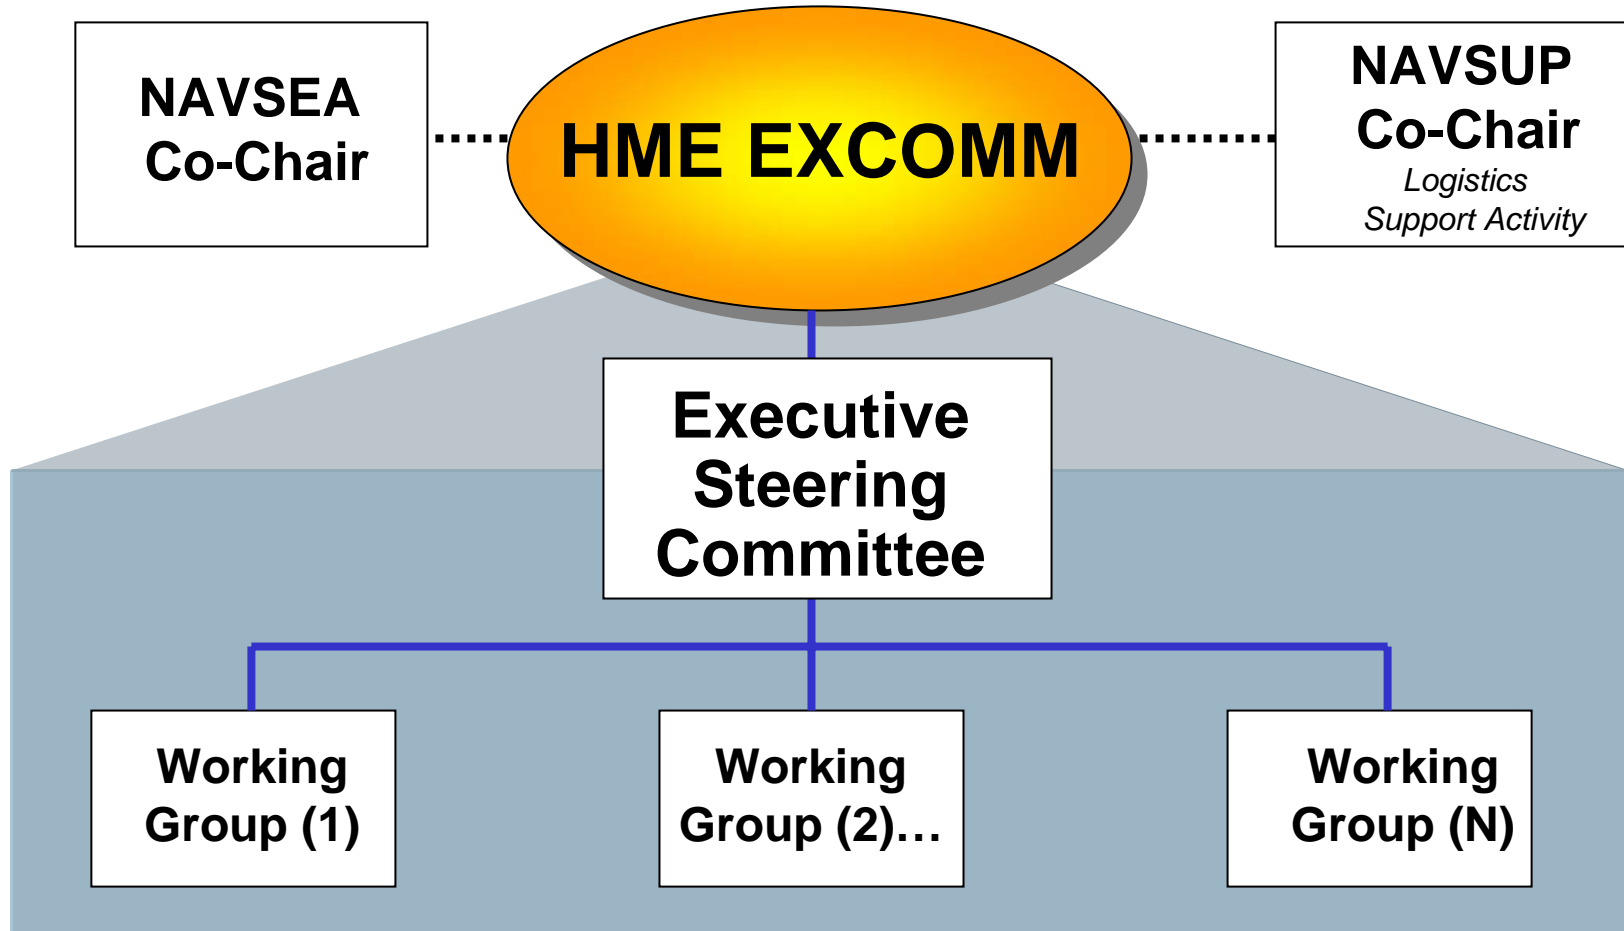 NAVSEA
Co-Chair
HME EXCOMM
NAVSUP
Co-Chair
Logistics
Support Activity
Executive
Steering
Committee
Working
Group (1)
Working
Group (2)…
Working
Group (N)